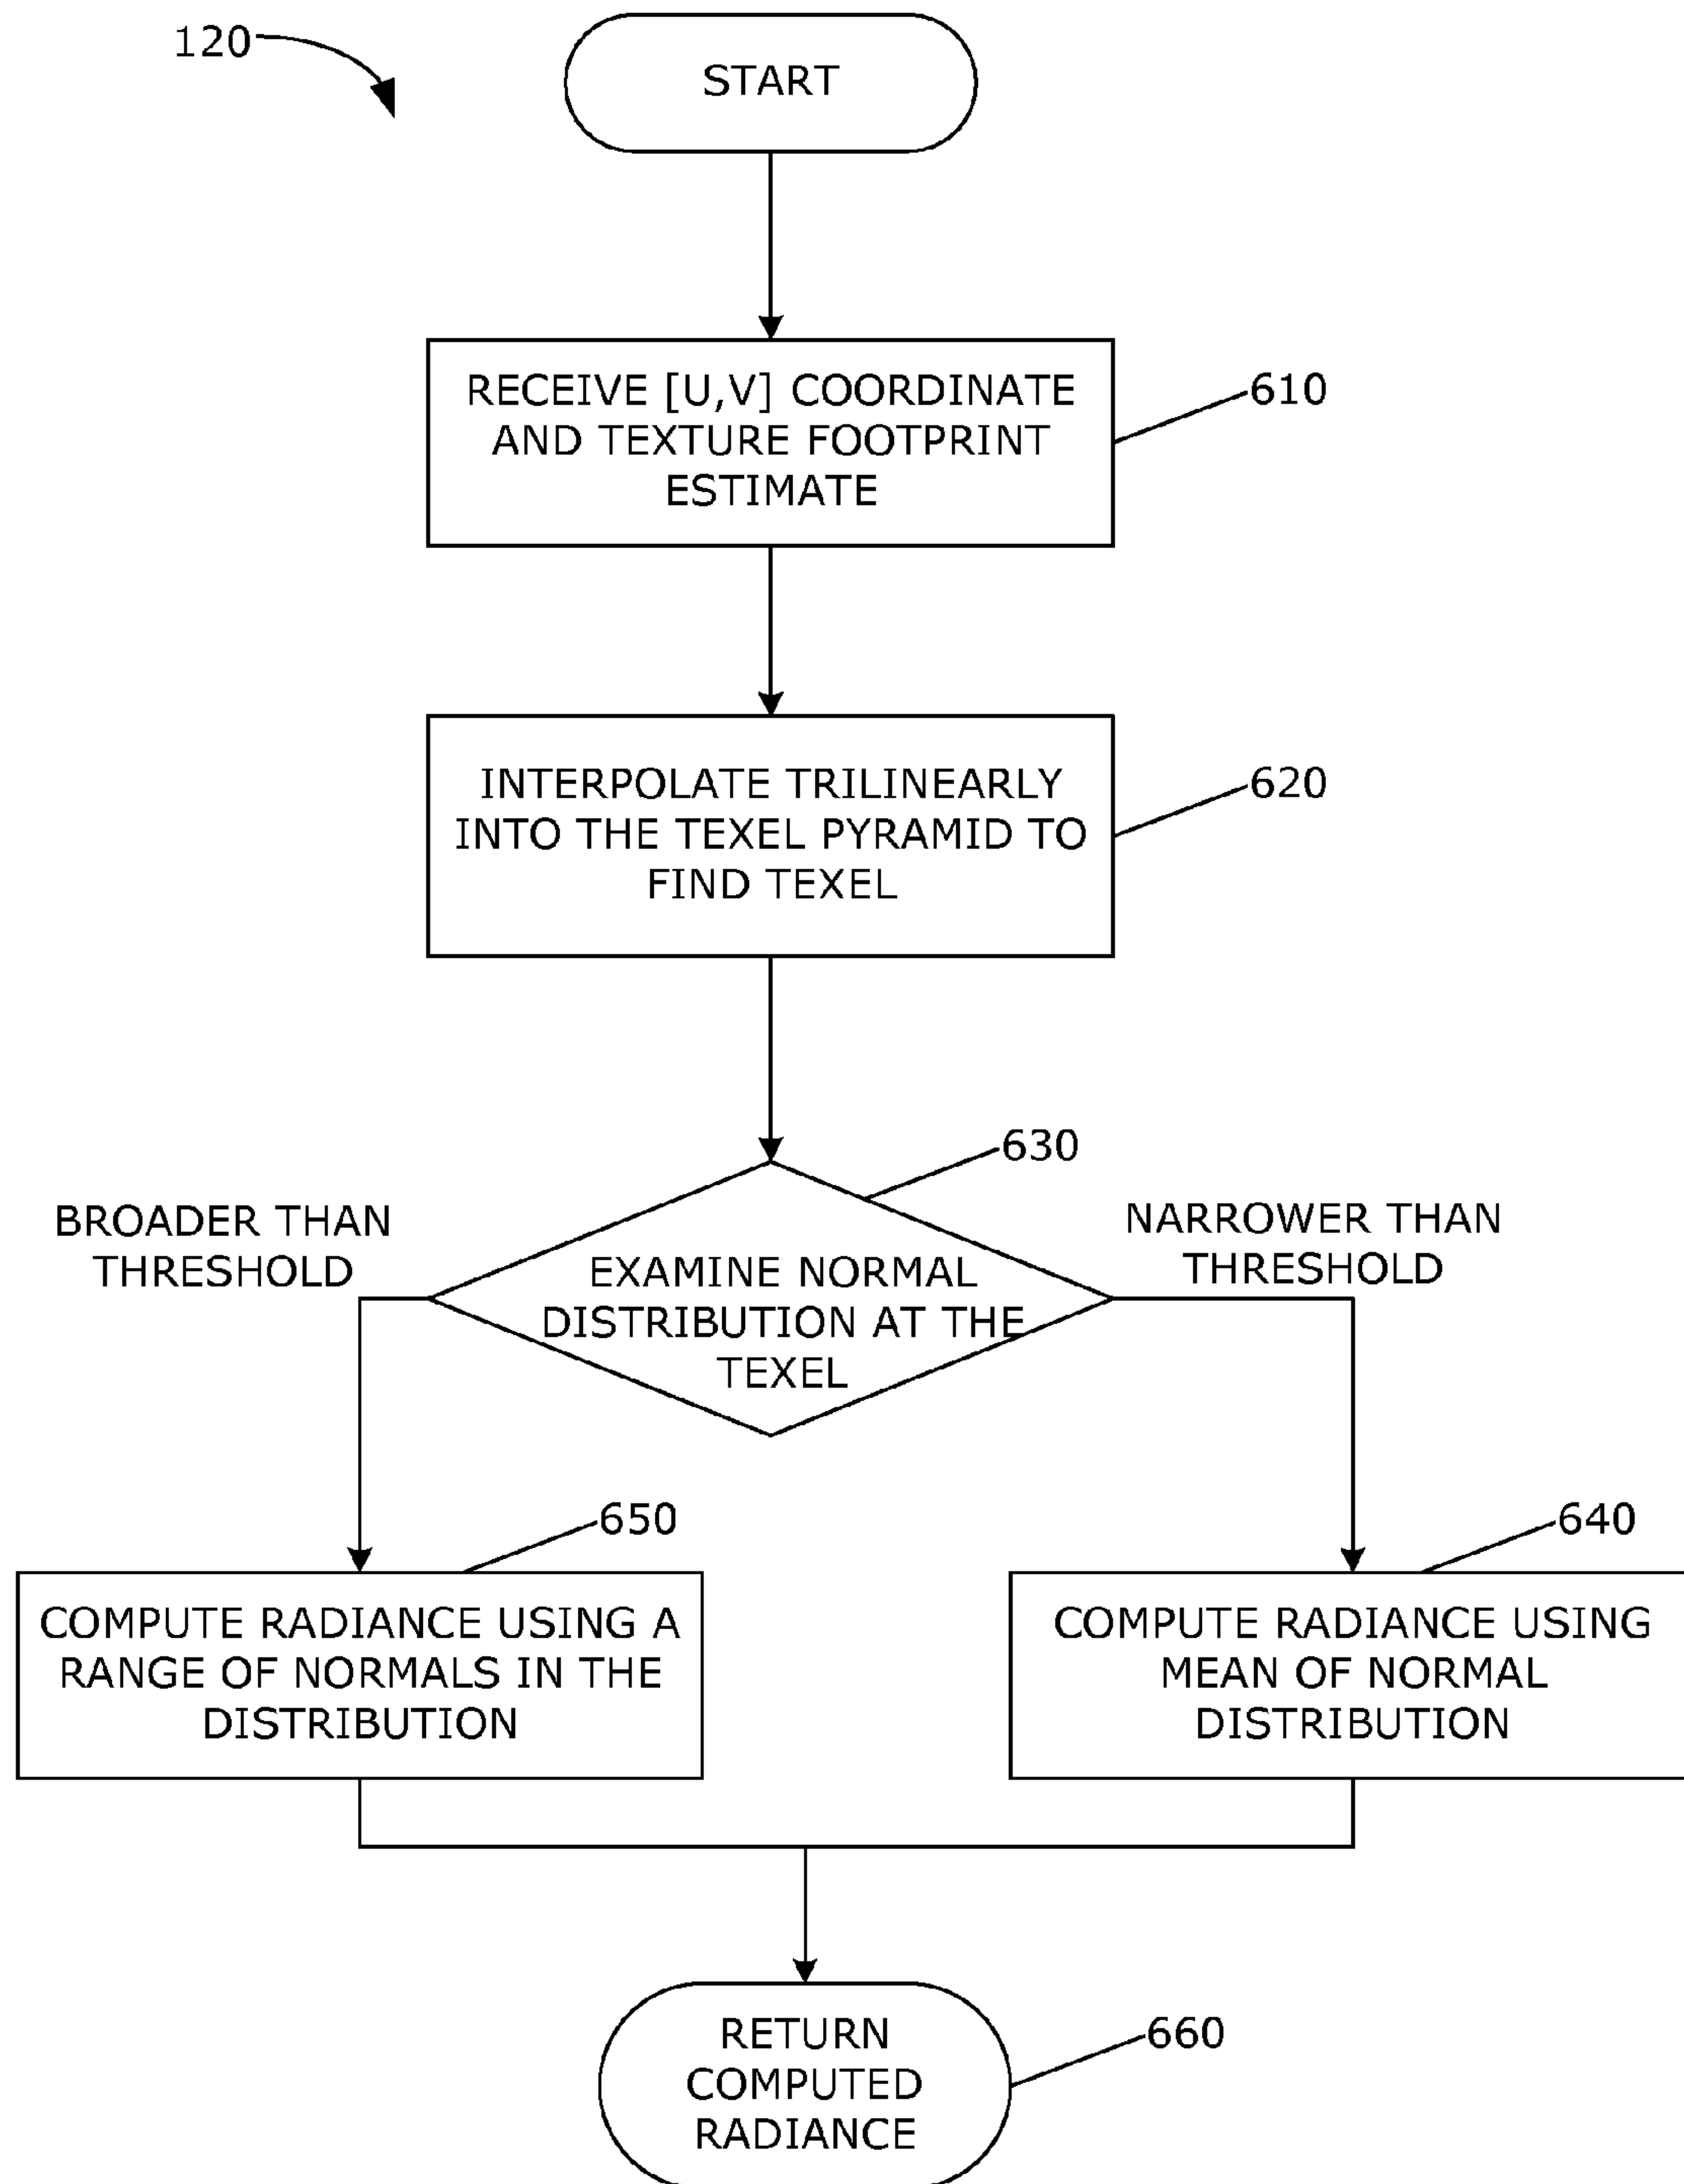 120
START
RECEIVE [U,V] COORDINATE
AND TEXTURE FOOTPRINT
ESTIMATE
610
INTERPOLATE TRILINEARLY
INTO THE TEXEL PYRAMID TO
FIND TEXEL
620
630
BROADER THAN
THRESHOLD
EXAMINE NORMAL
DISTRIBUTION AT THE
TEXEL
NARROWER THAN
THRESHOLD
650
COMPUTE RADIANCE USING A
RANGE OF NORMALS IN THE
DISTRIBUTION
640
COMPUTE RADIANCE USING
MEAN OF NORMAL
DISTRIBUTION
RETURN
COMPUTED
RADIANCE
660